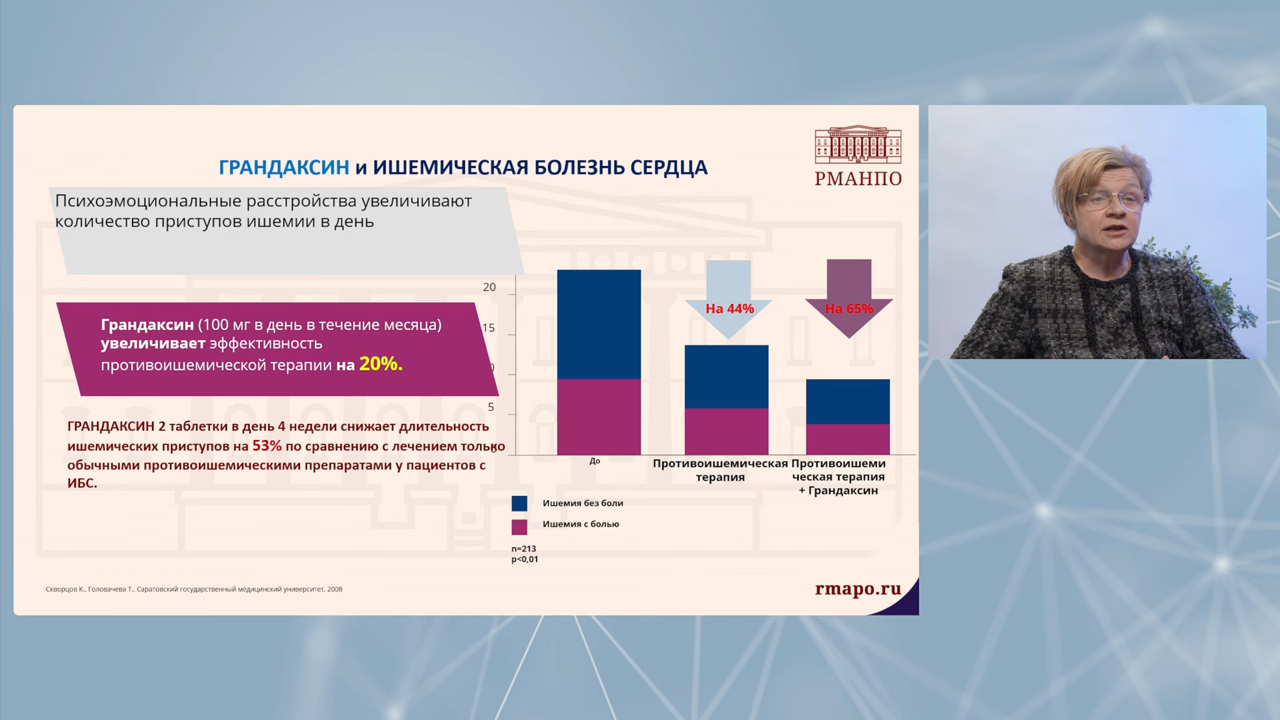 ГРАНДАКСИН и ИШЕМИЧЕСКАЯ БОЛЕЗНЬ СЕРДЦА
РМАНПО
Психоэмоциональные расстройства увеличивают
количество приступов ишемии в день
Грандаксин (100 мг в день в течение месяца)
увеличивает эффективность
противоишемической терапии на 20%.
ГРАНДАКСИН 2 таблетки в день 4 недели снижает длительность
ишемических приступов на 53% по сравнению с лечением только
обычными противоишемическими препаратами у пациентов с
ИБС.
20
15
5
На 44%
На 65%
До
Противоишемическая
терапия
Противоишеми
ческая терапия
+ Грандаксин
Ишемия без боли
Ишемия с болью
n=213
p<0,01
Скворцов К., Головачева Т., Саратовский государственный медицинский университет, 2008
rmapo.ru